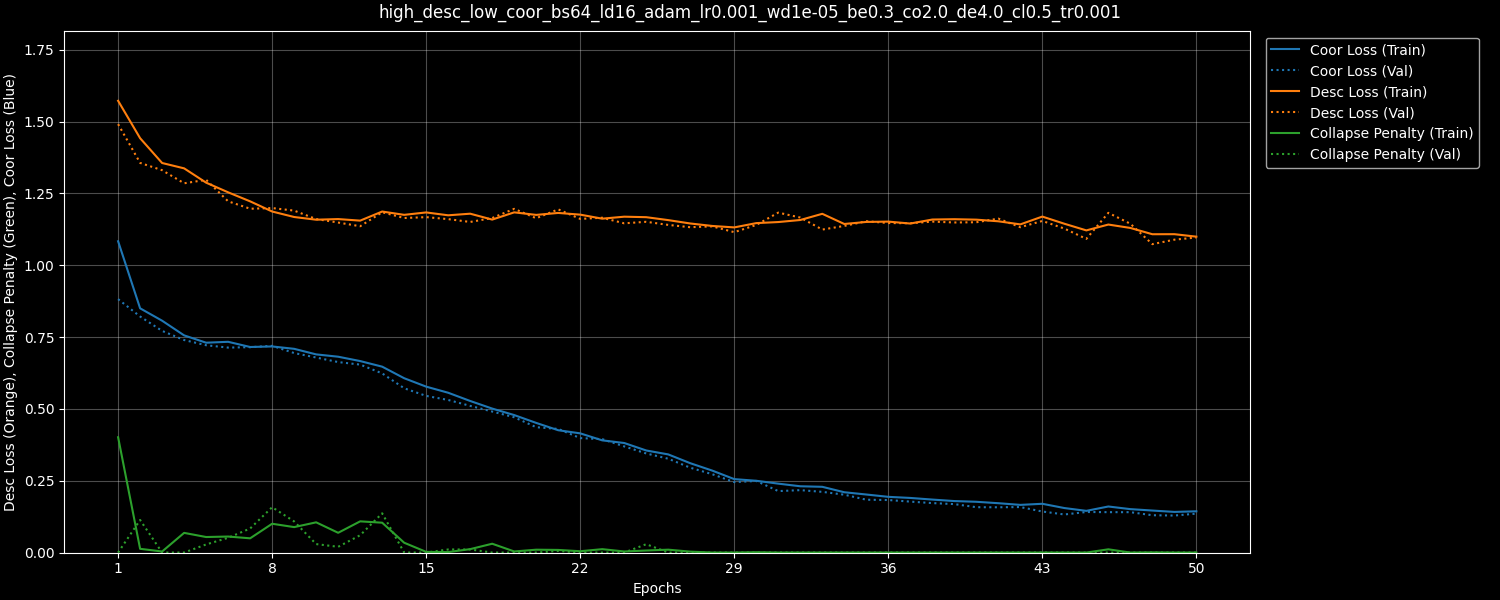 high_desc_low_coor_bs64_ld16_adam_lr0.001_wd1e-05_be0.3_co2.0_de4.0_cl0.5_tr0.001
Desc Loss (Orange), Collapse Penalty (Green), Coor Loss (Blue)
1.75
1.50
1.25
1.00
0.75
0.50
0.25
0.00
1 8 15 22 29 36 43 50
Epochs
Coor Loss (Train)
Coor Loss (Val)
Desc Loss (Train)
Desc Loss (Val)
Collapse Penalty (Train)
Collapse Penalty (Val)